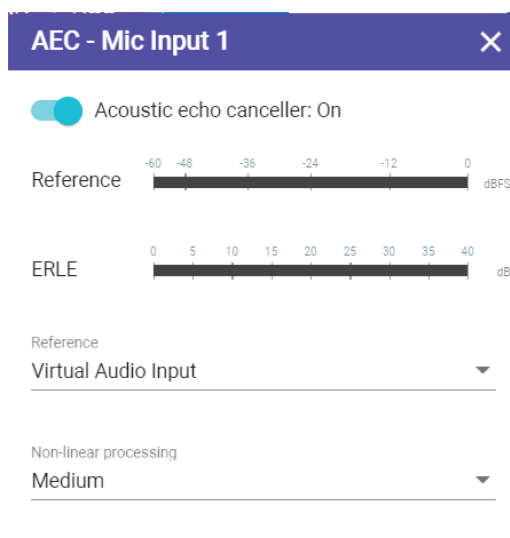 AEC - Mic Input 1
Acoustic echo canceller: On
-60 -48 -36 -24 -12 0
Reference dBFS
0 5 10 15 20 25 30 35 40
ERLE dB
Reference
Virtual Audio Input
Non-linear processing
Medium